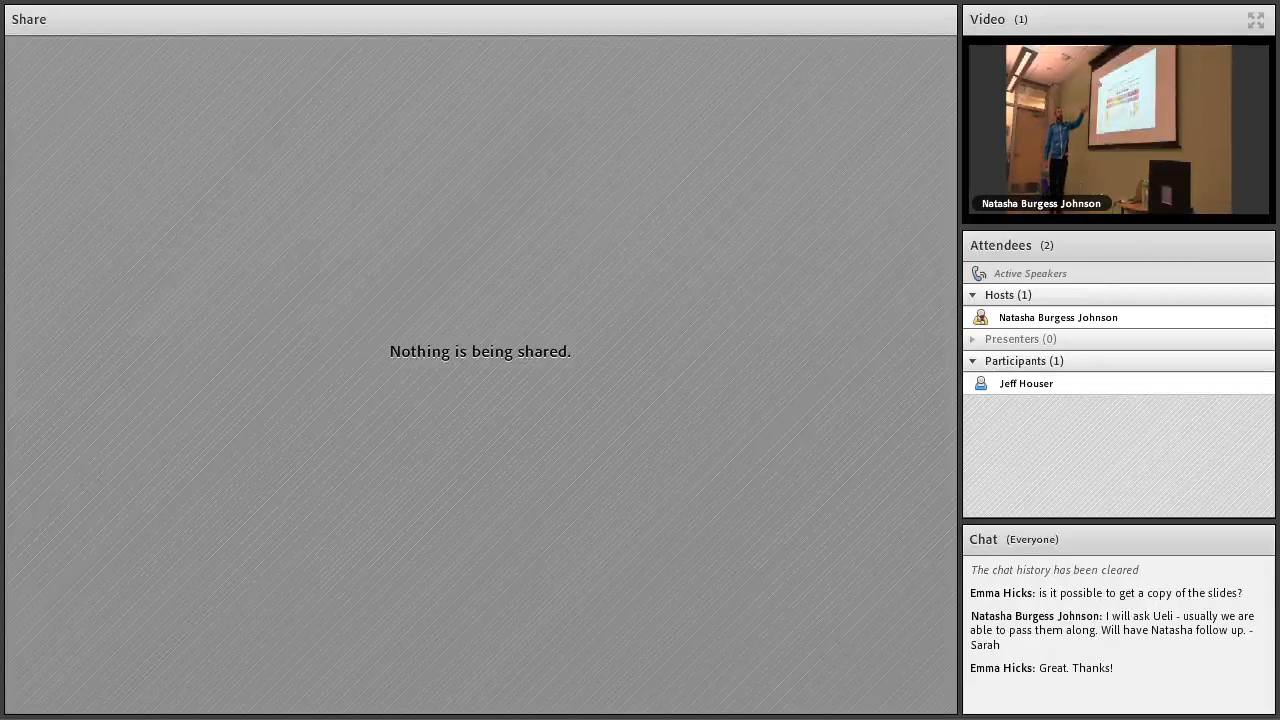 Share
Nothing is being shared.
Video (1)
Natasha Burgess Johnson
Attendees (2)
Active Speakers
Hosts (1)
Natasha Burgess Johnson
Presenters (0)
Participants (1)
Jeff Houser
Chat (Everyone)
The chat history has been cleared
Emma Hicks: is it possible to get a copy of the slides?
Natasha Burgess Johnson: I will ask Ueli - usually we are
able to pass them along. Will have Natasha follow up. -
Sarah
Emma Hicks: Great. Thanks!